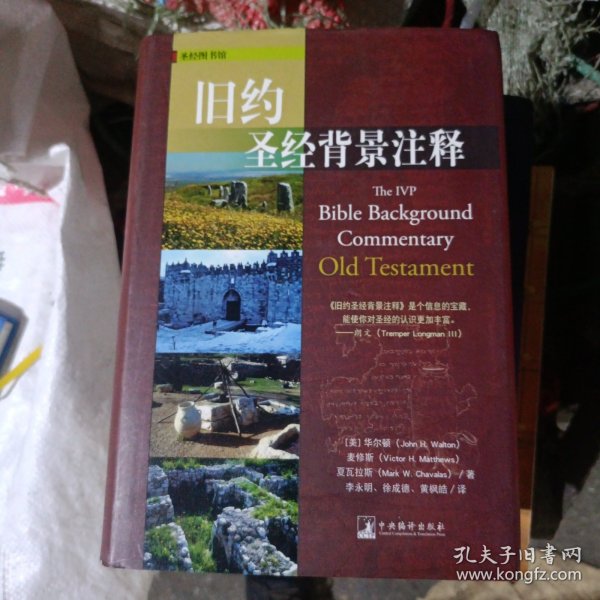 圣经图书馆
旧约
圣经背景注释
The IVP
Bible Background
Commentary
Old Testament
《旧约圣经背景注释》是个信息的宝藏,
能使你对圣经的认识更加丰富。
——朗文(Tremper Longman III)
[美] 华尔顿(John H. Walton)
麦修斯(Victor H. Matthews)
夏瓦拉斯(Mark W. Chavalas)/著
李永明、徐成德、黄枫皓/译
中央编译出版社
Central Compilation & Translation Press
孔夫子旧书网
www.kongfz.com